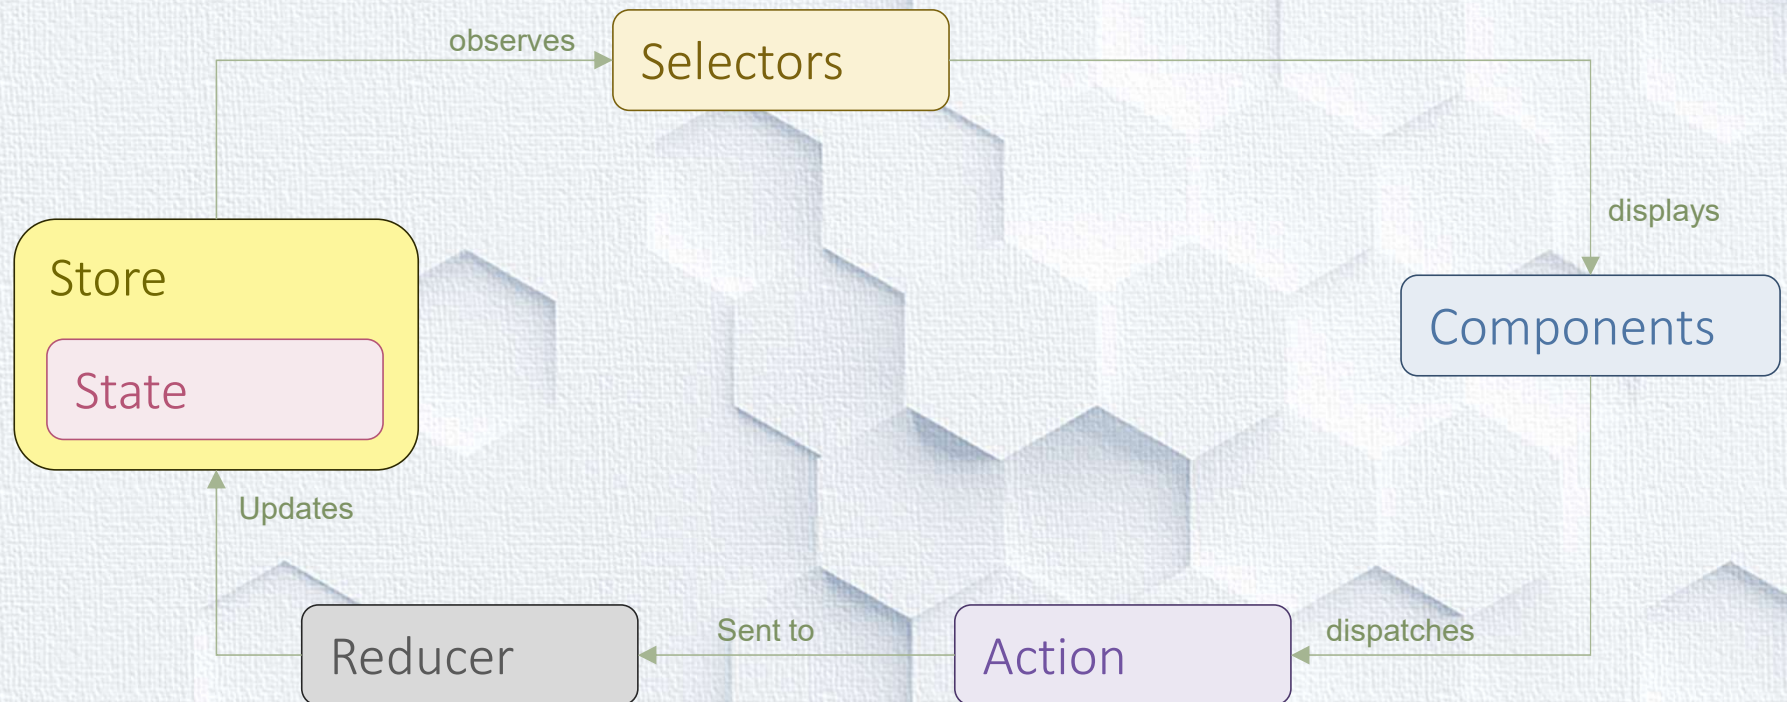 observes
Selectors
displays
Store
Components
State
Updates
Sent to
dispatches
Reducer
Action